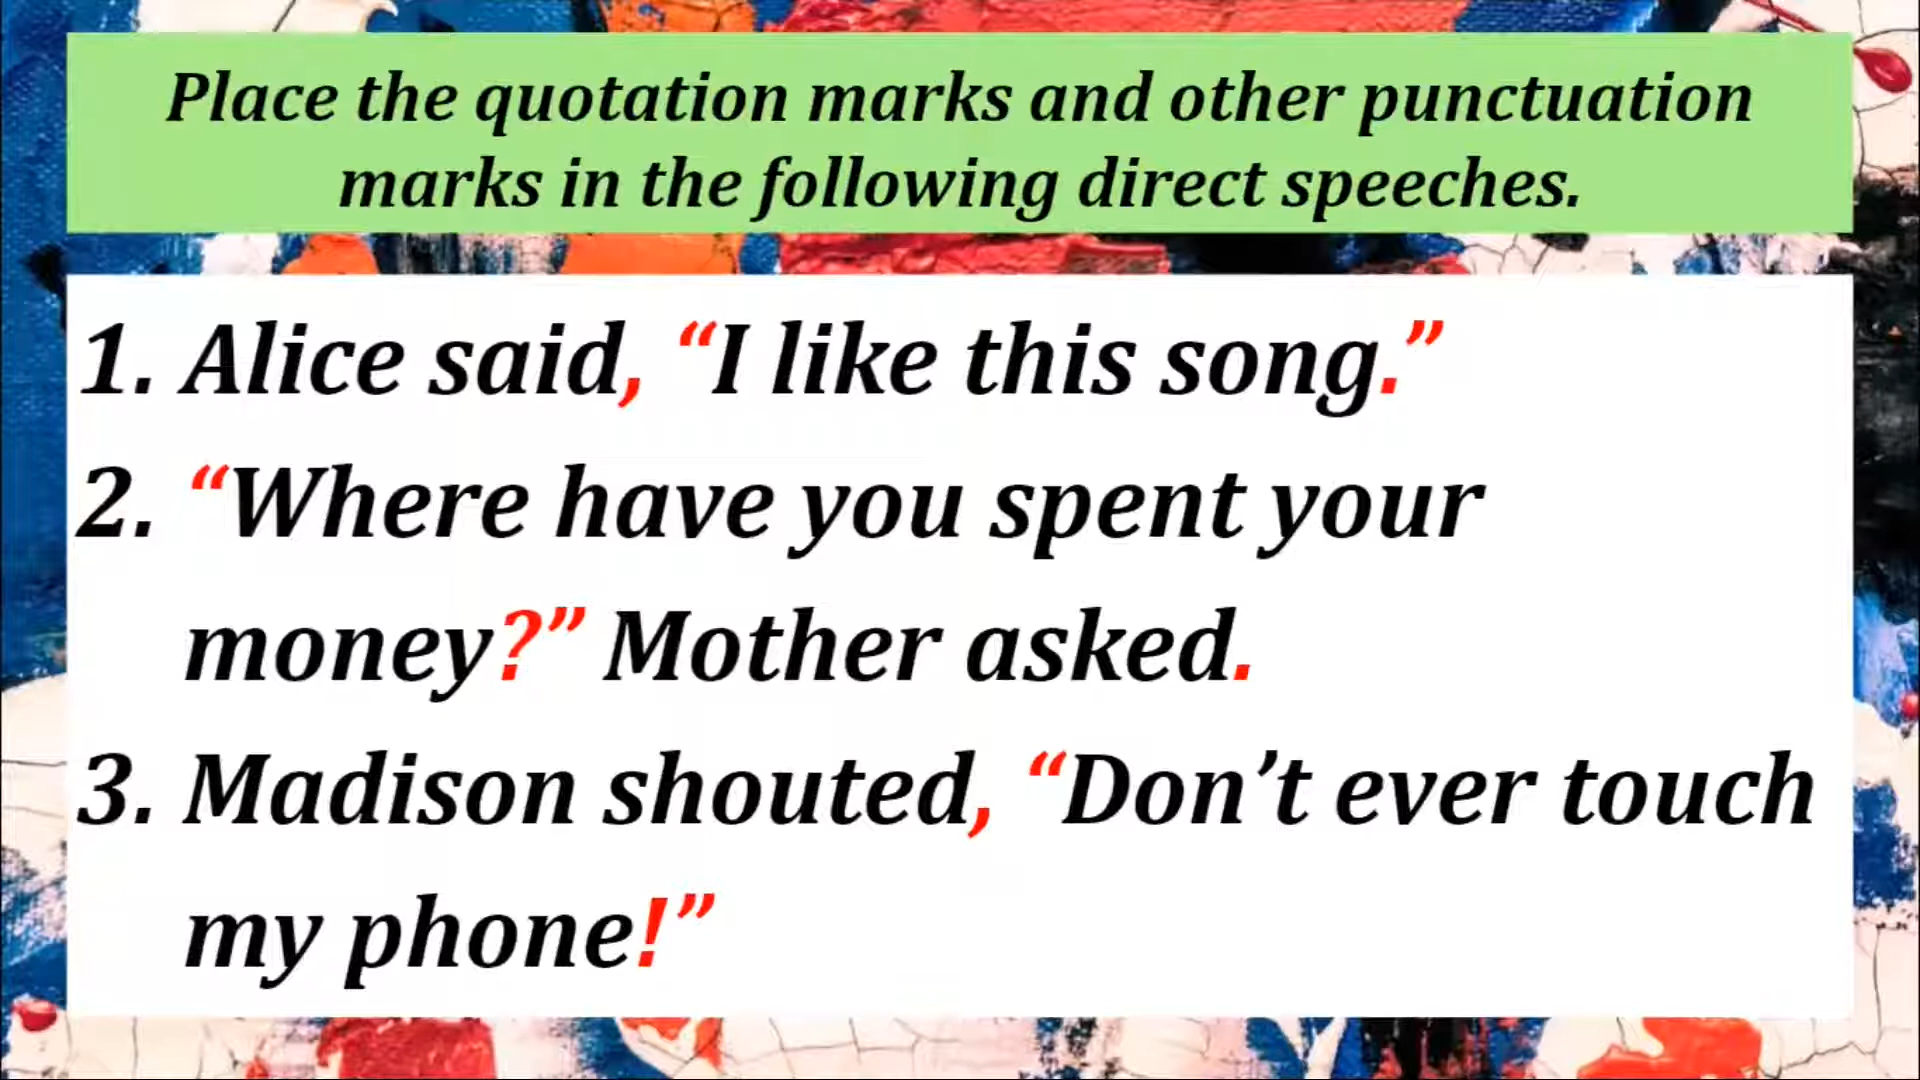 Place the quotation marks and other punctuation
marks in the following direct speeches.
1. Alice said, “I like this song.”
2. “Where have you spent your
money?” Mother asked.
3. Madison shouted, “Don’t ever touch
my phone!”